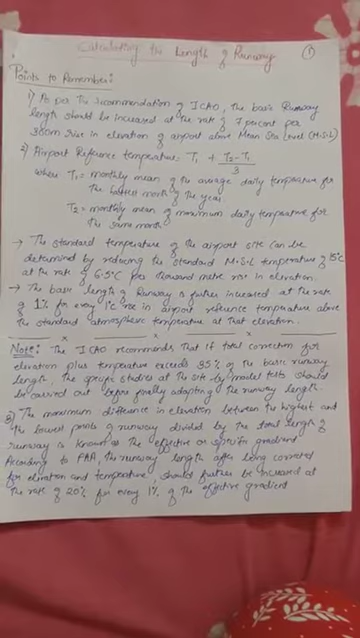 Calculating the Length of Runway
1
Points to Remember:
1) As per the recommendation of ICAO, the basic Runway
length should be increased at the rate of 7 percent per
300m rise in elevation of airport above Mean Sea Level (M.S.L)
2) Airport Reference temperature: T1 + T2-T1
3
where T1 = monthly mean of the average daily temperature for
the hottest month of the year
T2 = monthly mean of maximum daily temperature for
the same month
→ The standard temperature of the airport site can be
determined by reducing the standard M.S.L temperature of 15°C
at the rate of 6.5°C per thousand metre rise in elevation.
→ The basic length of Runway is further increased at the rate
of 1% for every 1°C rise in airport reference temperature above
the standard atmospheric temperature at that elevation.
x x x
Note: The ICAO recommends that if total correction for
elevation plus temperature exceeds 35% of the basic runway
length, the specific studies at the site by model tests should
be carried out before finally adopting the runway length.
3) The maximum difference in elevation between the highest and
the lowest points of runway divided by the total length of
runway is known as the effective or specific gradient
According to FAA, the runway length after being corrected
for elevation and temperature, should further be increased at
the rate of 20% for every 1% of the effective gradient